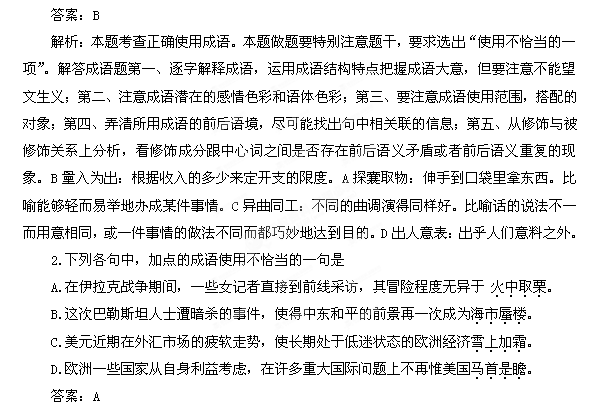 答案：B
解析：本题考查正确使用成语。本题做题要特别注意题干，要求选出“使用不恰当的一
项”。解答成语题第一、逐字解释成语，运用成语结构特点把握成语大意，但要注意不能望
文生义；第二、注意成语潜在的感情色彩和语体色彩；第三、要注意成语使用范围，搭配的
对象；第四、弄清所用成语的前后语境，尽可能找出句中相关联的信息；第五、从修饰与被
修饰关系上分析，看修饰成分跟中心词之间是否存在前后语义矛盾或者前后语义重复的现
象。B 量入为出：根据收入的多少来定开支的限度。A 探囊取物：伸手到口袋里拿东西。比
喻能够轻而易举地办成某件事情。C 异曲同工：不同的曲调演得同样好。比喻话的说法不一
而用意相同，或一件事情的做法不同而都巧妙地达到目的。D 出人意表：出乎人们意料之外。
2.下列各句中，加点的成语使用不恰当的一句是
A.在伊拉克战争期间，一些女记者直接到前线采访，其冒险程度无异于 火中取栗。
B.这次巴勒斯坦人士遭暗杀的事件，使得中东和平的前景再一次成为海市蜃楼。
C.美元近期在外汇市场的疲软走势，使长期处于低迷状态的欧洲经济雪上加霜。
D.欧洲一些国家从自身利益考虑，在许多重大国际问题上不再惟美国马首是瞻。
答案：A